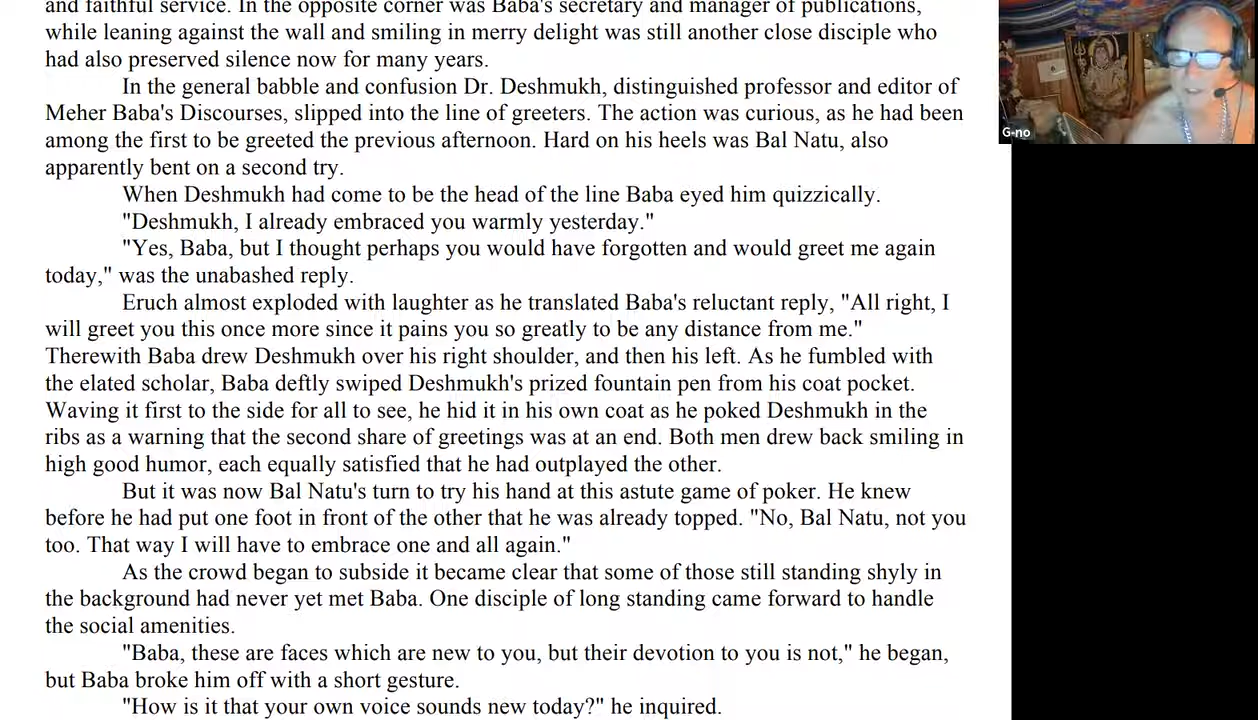 and faithful service. In the opposite corner was Baba's secretary and manager of publications,
while leaning against the wall and smiling in merry delight was still another close disciple who
had also preserved silence now for many years.
In the general babble and confusion Dr. Deshmukh, distinguished professor and editor of
Meher Baba's Discourses, slipped into the line of greeters. The action was curious, as he had been
among the first to be greeted the previous afternoon. Hard on his heels was Bal Natu, also
apparently bent on a second try.
When Deshmukh had come to be the head of the line Baba eyed him quizzically.
"Deshmukh, I already embraced you warmly yesterday."
"Yes, Baba, but I thought perhaps you would have forgotten and would greet me again
today," was the unabashed reply.
Eruch almost exploded with laughter as he translated Baba's reluctant reply, "All right, I
will greet you this once more since it pains you so greatly to be any distance from me."
Therewith Baba drew Deshmukh over his right shoulder, and then his left. As he fumbled with
the elated scholar, Baba deftly swiped Deshmukh's prized fountain pen from his coat pocket.
Waving it first to the side for all to see, he hid it in his own coat as he poked Deshmukh in the
ribs as a warning that the second share of greetings was at an end. Both men drew back smiling in
high good humor, each equally satisfied that he had outplayed the other.
But it was now Bal Natu's turn to try his hand at this astute game of poker. He knew
before he had put one foot in front of the other that he was already topped. "No, Bal Natu, not you
too. That way I will have to embrace one and all again."
As the crowd began to subside it became clear that some of those still standing shyly in
the background had never yet met Baba. One disciple of long standing came forward to handle
the social amenities.
"Baba, these are faces which are new to you, but their devotion to you is not," he began,
but Baba broke him off with a short gesture.
"How is it that your own voice sounds new today?" he inquired.
G-no